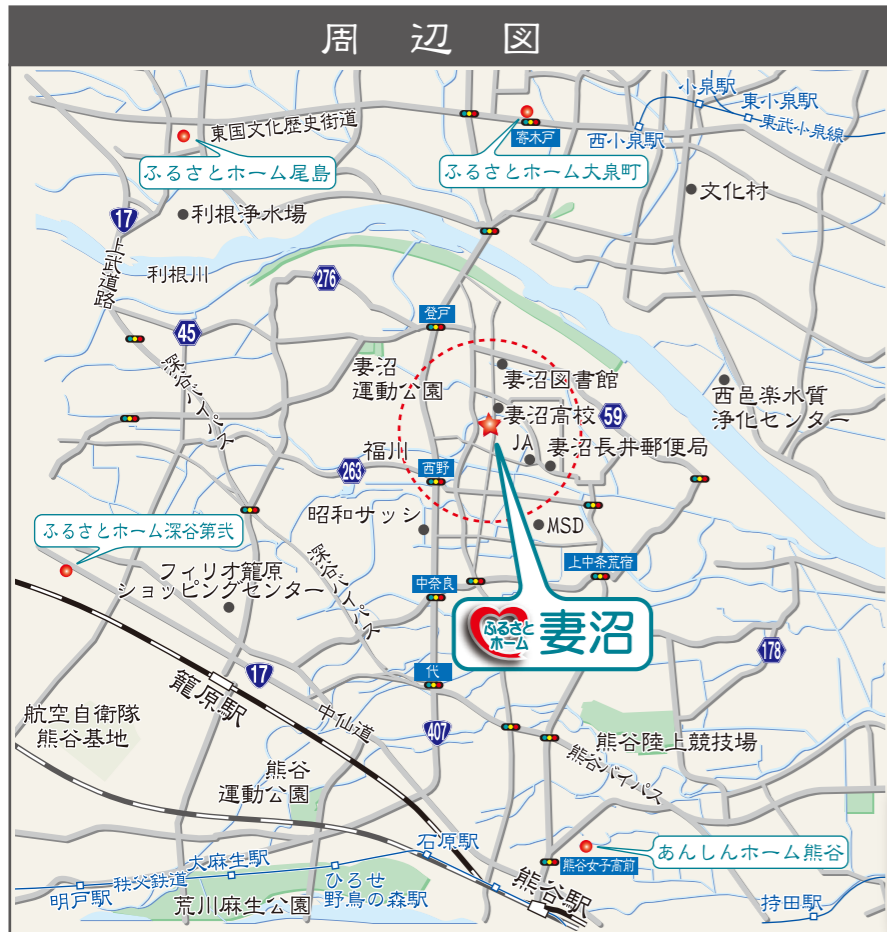 周辺図
小泉駅
東小泉駅
東武小泉線
西小泉駅
東国文化歴史街道
寄木戸
ふるさとホーム尾島
ふるさとホーム大泉町
文化村
17
利根浄水場
上武道路
利根川
276
登戸
45
深谷バイパス
妻沼
運動公園
妻沼図書館
西邑楽水質
浄化センター
妻沼高校
59
JA
妻沼長井郵便局
福川
263
西野
昭和サッシ
MSD
ふるさとホーム深谷第弐
深谷バイパス
フィリオ籠原
ショッピングセンター
上中条荒宿
中奈良
ふるさと
ホーム
妻沼
178
代
17
籠原駅
中仙道
407
航空自衛隊
熊谷基地
熊谷陸上競技場
熊谷バイパス
熊谷
運動公園
石原駅
あんしんホーム熊谷
熊谷女子高前
大麻生駅
秩父鉄道
明戸駅
ひろせ
野鳥の森駅
荒川麻生公園
熊谷駅
持田駅